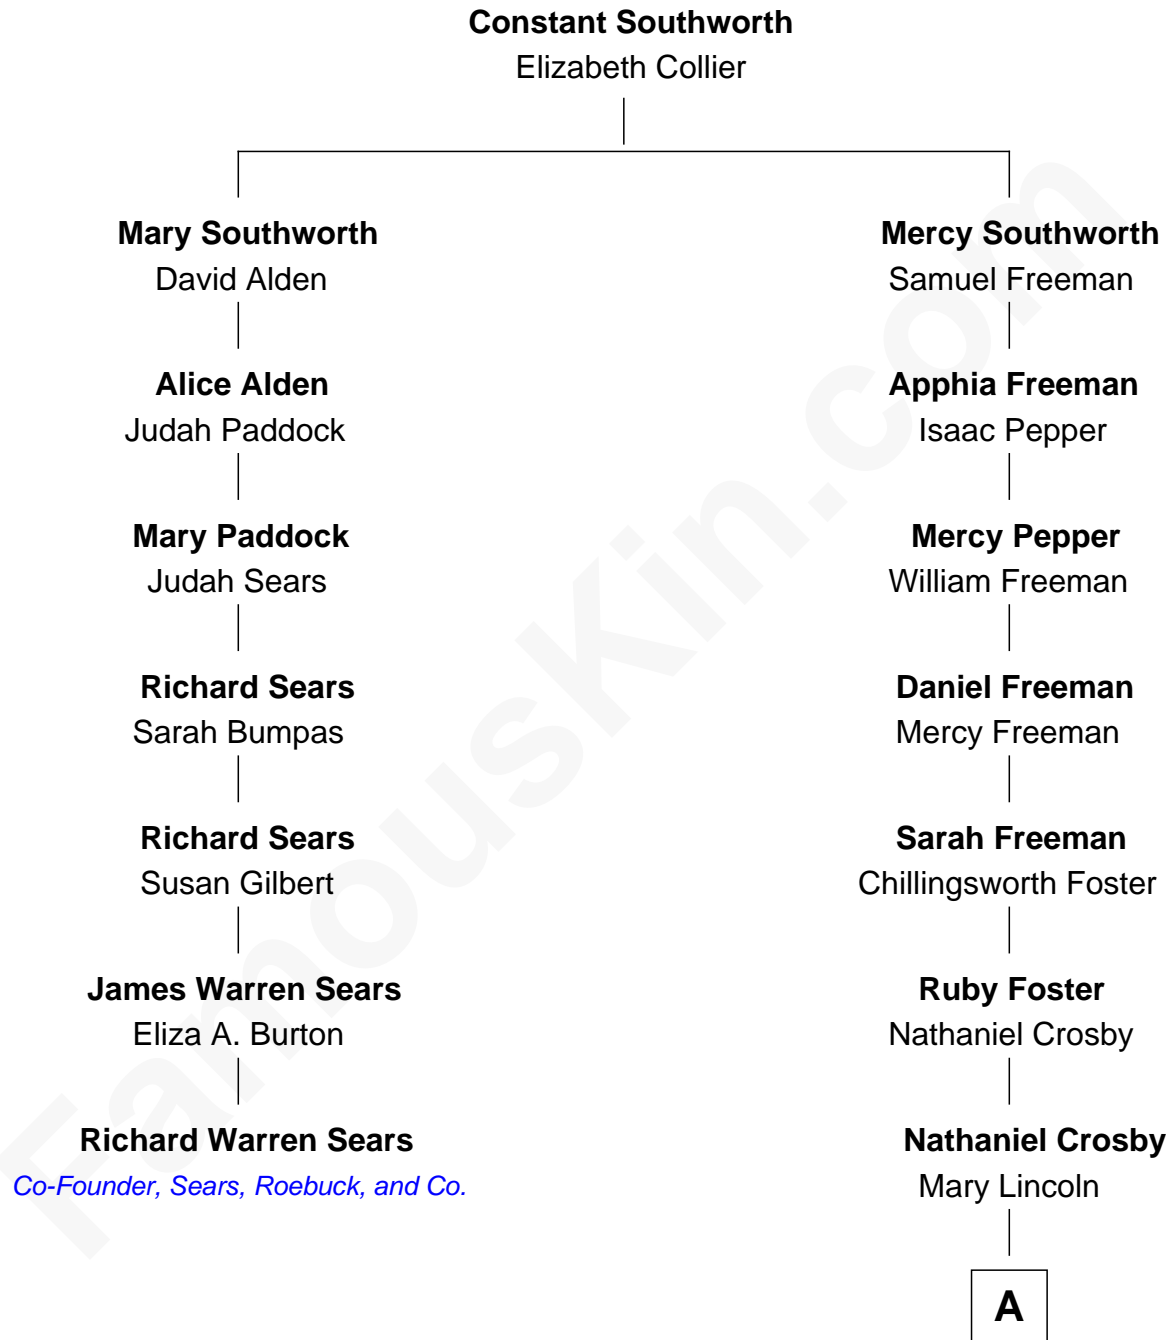 Constant Southworth
Elizabeth Collier
Mary Southworth
David Alden
Alice Alden
Judah Paddock
Mary Paddock
Judah Sears
Richard Sears
Sarah Bumpas
Richard Sears
Susan Gilbert
James Warren Sears
Eliza A. Burton
Richard Warren Sears
Co-Founder, Sears, Roebuck, and Co.
Mercy Southworth
Samuel Freeman
Apphia Freeman
Isaac Pepper
Mercy Pepper
William Freeman
Daniel Freeman
Mercy Freeman
Sarah Freeman
Chillingsworth Foster
Ruby Foster
Nathaniel Crosby
Nathaniel Crosby
Mary Lincoln
A
FamousKin.com